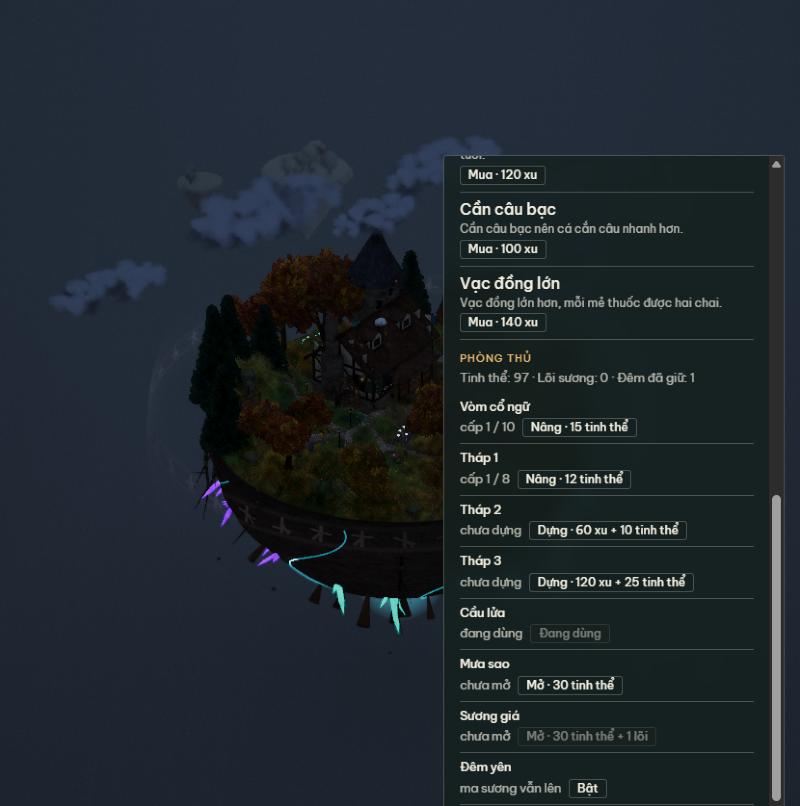 Mua · 120 xu
Cần câu bạc
Cần câu bạc nên cá cắn câu nhanh hơn.
Mua · 100 xu
Vạc đồng lớn
Vạc đồng lớn hơn, mỗi mẻ thuốc được hai chai.
Mua · 140 xu
PHÒNG THỦ
Tinh thể: 97 · Lõi sương: 0 · Đêm đã giữ: 1
Vòm cổ ngữ
cấp 1 / 10 Nâng · 15 tinh thể
Tháp 1
cấp 1 / 8 Nâng · 12 tinh thể
Tháp 2
chưa dựng Dựng · 60 xu + 10 tinh thể
Tháp 3
chưa dựng Dựng · 120 xu + 25 tinh thể
Cầu lửa
đang dùng Đang dùng
Mưa sao
chưa mở Mở · 30 tinh thể
Sương giá
chưa mở Mở · 30 tinh thể + 1 lõi
Đêm yên
ma sương vẫn lên Bật